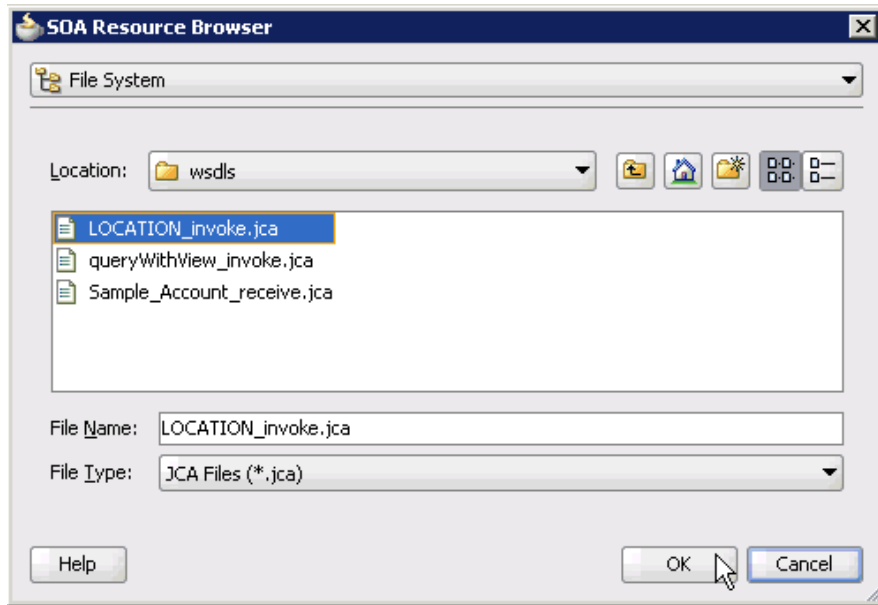 SOA Resource Browser
File System
Location: wsdls
LOCATION_invoke.jca
queryWithView_invoke.jca
Sample_Account_receive.jca
File Name: LOCATION_invoke.jca
File Type: JCA Files (*.jca)
Help OK Cancel